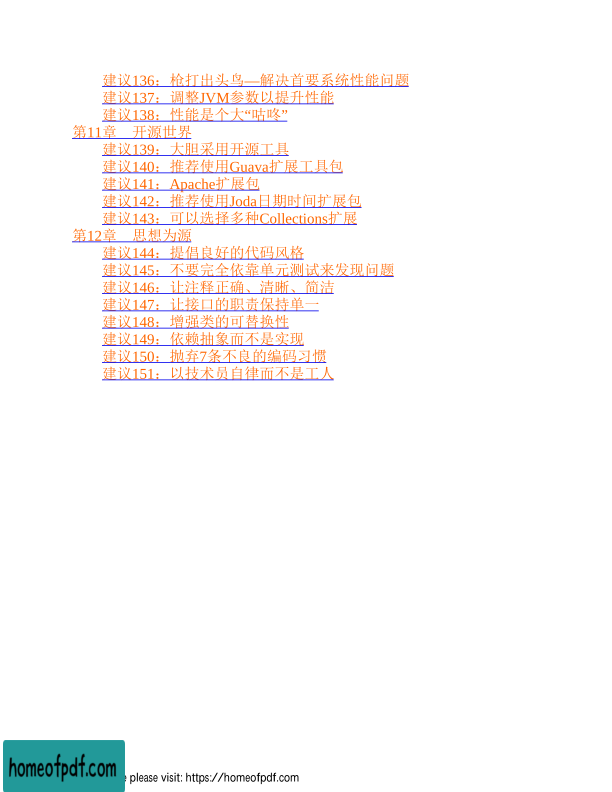 建议136：枪打出头鸟—解决首要系统性能问题
建议137：调整JVM参数以提升性能
建议138：性能是个大“咕咚”
第11章　开源世界
建议139：大胆采用开源工具
建议140：推荐使用Guava扩展工具包
建议141：Apache扩展包
建议142：推荐使用Joda日期时间扩展包
建议143：可以选择多种Collections扩展
第12章　思想为源
建议144：提倡良好的代码风格
建议145：不要完全依靠单元测试来发现问题
建议146：让注释正确、清晰、简洁
建议147：让接口的职责保持单一
建议148：增强类的可替换性
建议149：依赖抽象而不是实现
建议150：抛弃7条不良的编码习惯
建议151：以技术员自律而不是工人
homeofpdf.com
please visit: https://homeofpdf.com